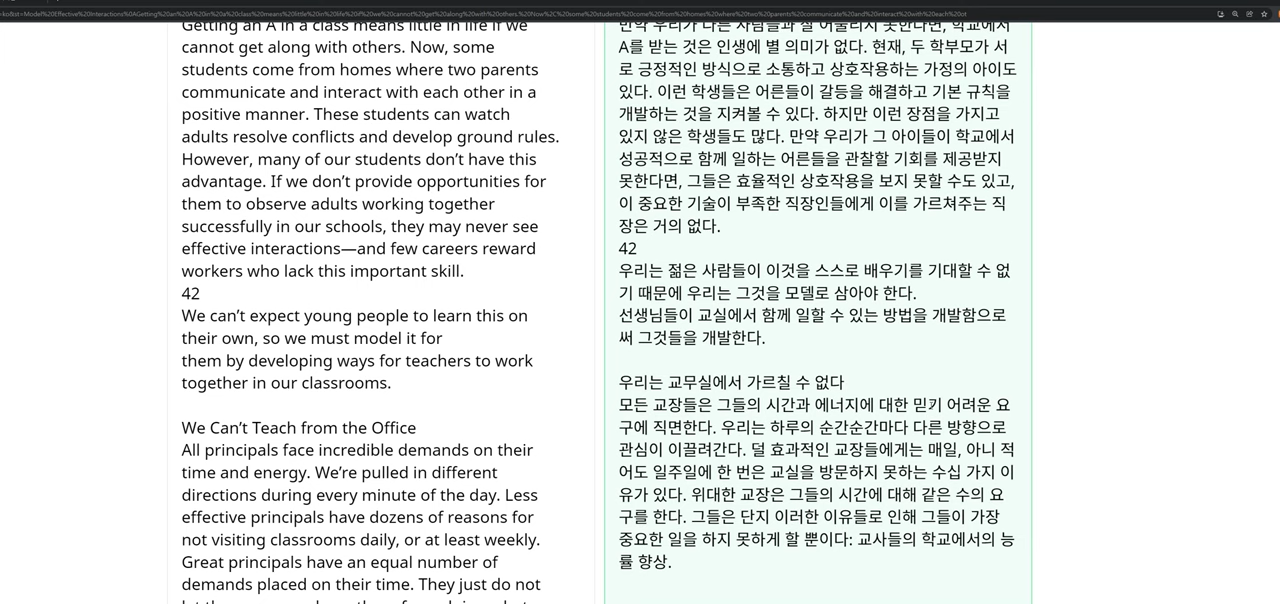 Getting an A in a class means little in life if we
cannot get along with others. Now, some
students come from homes where two parents
communicate and interact with each other in a
positive manner. These students can watch
adults resolve conflicts and develop ground rules.
However, many of our students don’t have this
advantage. If we don’t provide opportunities for
them to observe adults working together
successfully in our schools, they may never see
effective interactions—and few careers reward
workers who lack this important skill.
42
We can’t expect young people to learn this on
their own, so we must model it for
them by developing ways for teachers to work
together in our classrooms.
We Can’t Teach from the Office
All principals face incredible demands on their
time and energy. We’re pulled in different
directions during every minute of the day. Less
effective principals have dozens of reasons for
not visiting classrooms daily, or at least weekly.
Great principals have an equal number of
demands placed on their time. They just do not
만약 우리가 다른 사람들과 잘 어울리지 못한다면, 학교에서
A를 받는 것은 인생에 별 의미가 없다. 현재, 두 학부모가 서
로 긍정적인 방식으로 소통하고 상호작용하는 가정의 아이도
있다. 이런 학생들은 어른들이 갈등을 해결하고 기본 규칙을
개발하는 것을 지켜볼 수 있다. 하지만 이런 장점을 가지고
있지 않은 학생들도 많다. 만약 우리가 그 아이들이 학교에서
성공적으로 함께 일하는 어른들을 관찰할 기회를 제공받지
못한다면, 그들은 효율적인 상호작용을 보지 못할 수도 있고,
이 중요한 기술이 부족한 직장인들에게 이를 가르쳐주는 직
장은 거의 없다.
42
우리는 젊은 사람들이 이것을 스스로 배우기를 기대할 수 없
기 때문에 우리는 그것을 모델로 삼아야 한다.
선생님들이 교실에서 함께 일할 수 있는 방법을 개발함으로
써 그것들을 개발한다.
우리는 교무실에서 가르칠 수 없다
모든 교장들은 그들의 시간과 에너지에 대한 믿키 어려운 요
구에 직면한다. 우리는 하루의 순간순간마다 다른 방향으로
관심이 이끌려간다. 덜 효과적인 교장들에게는 매일, 아니 적
어도 일주일에 한 번은 교실을 방문하지 못하는 수십 가지 이
유가 있다. 위대한 교장은 그들의 시간에 대해 같은 수의 요
구를 한다. 그들은 단지 이러한 이유들로 인해 그들이 가장
중요한 일을 하지 못하게 할 뿐이다: 교사들의 학교에서의 능
률 향상.